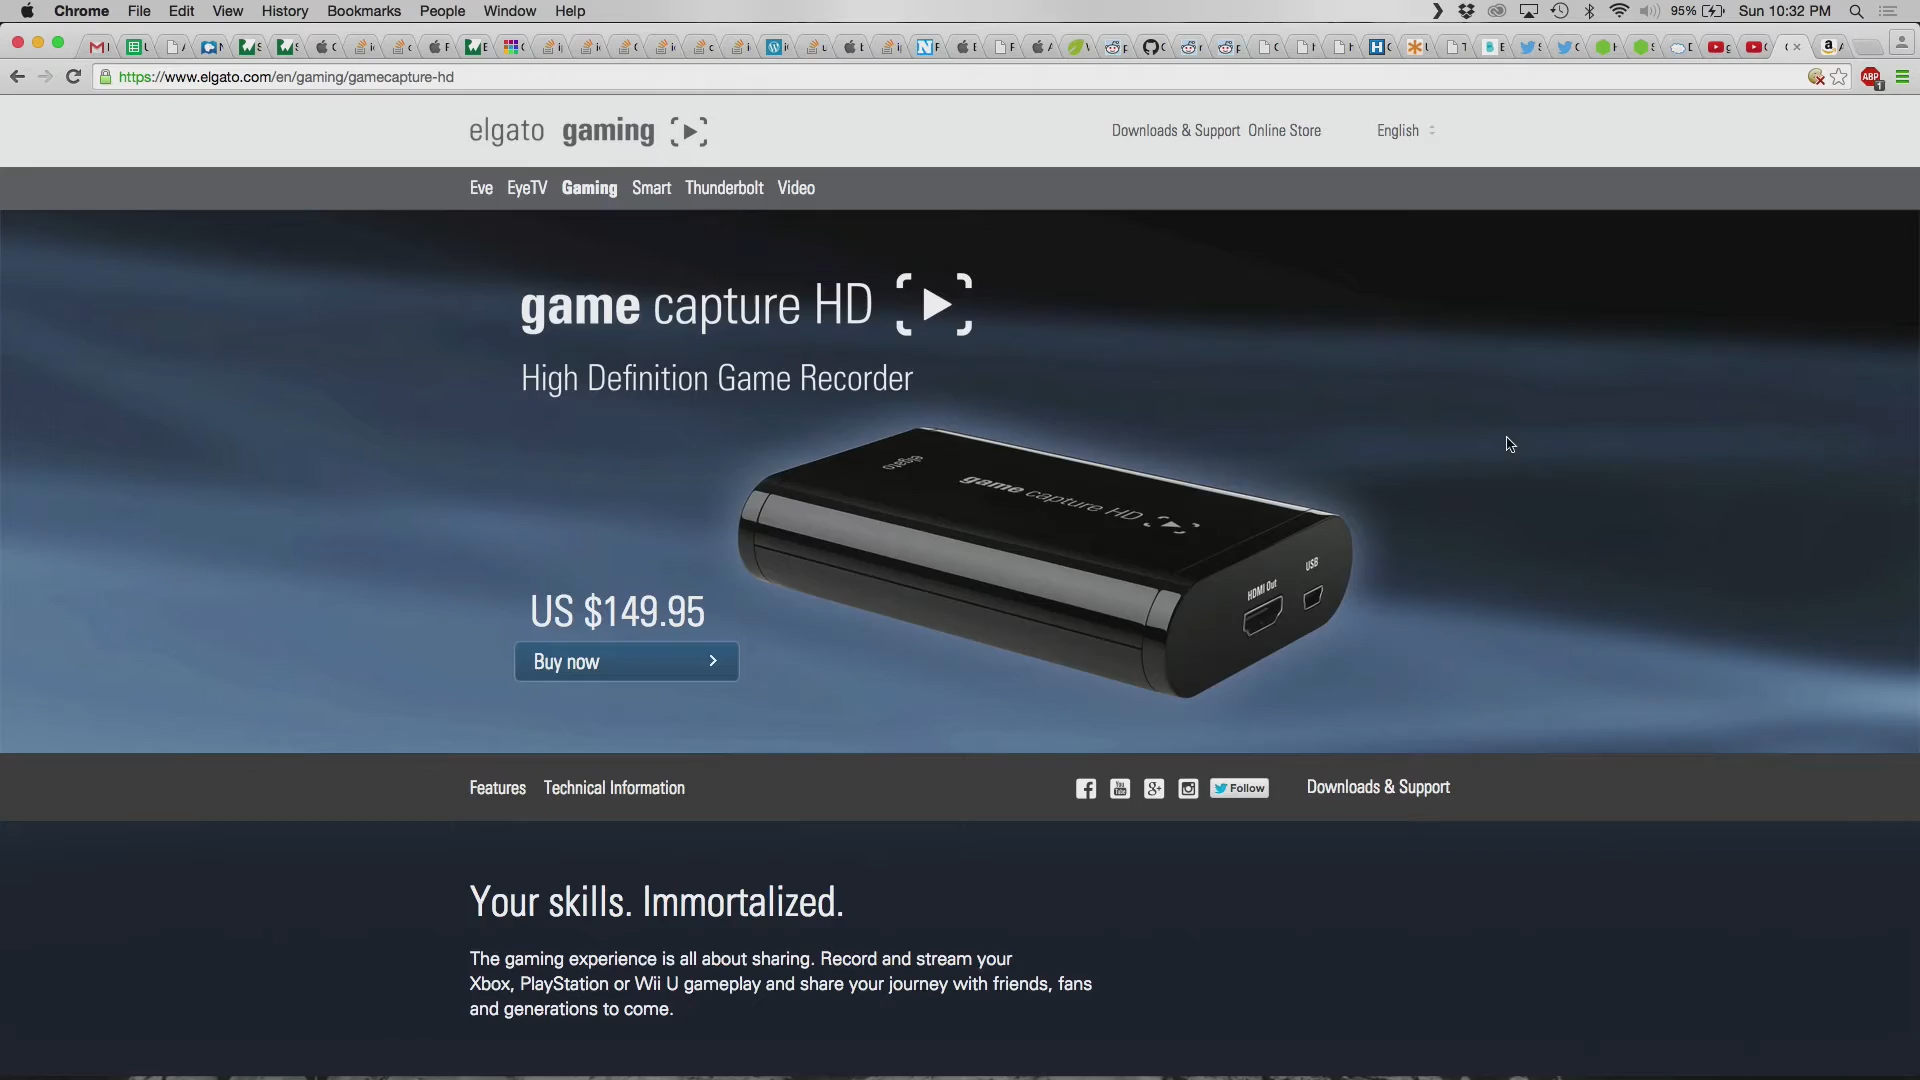 Chrome File Edit View History Bookmarks People Window Help
95% Sun 10:32 PM
https://www.elgato.com/en/gaming/gamecapture-hd
ABP
1
elgato gaming
Downloads & Support Online Store English
Eve EyeTV Gaming Smart Thunderbolt Video
game capture HD
High Definition Game Recorder
elgato
game capture HD
HDMI Out USB
US $149.95
Buy now
Features Technical Information
Follow
Downloads & Support
Your skills. Immortalized.
The gaming experience is all about sharing. Record and stream your
Xbox, PlayStation or Wii U gameplay and share your journey with friends, fans
and generations to come.